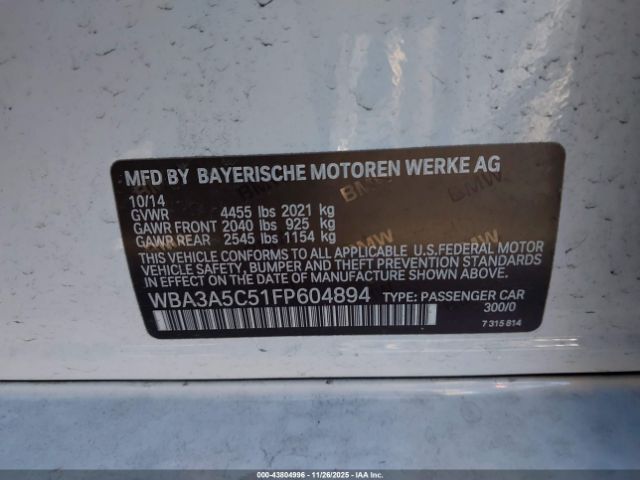 MFD BY BAYERISCHE MOTOREN WERKE AG
10/14
GVWR 4455 lbs 2021 kg
GAWR FRONT 2040 lbs 925 kg
GAWR REAR 2545 lbs 1154 kg
THIS VEHICLE CONFORMS TO ALL APPLICABLE U.S.FEDERAL MOTOR
VEHICLE SAFETY, BUMPER AND THEFT PREVENTION STANDARDS IN
EFFECT ON THE DATE OF MANUFACTURE SHOWN ABOVE.
WBA3A5C51FP604894 TYPE: PASSENGER CAR
300/0
7 315 814
000-43804996 - 11/26/2025 - IAAI.COM